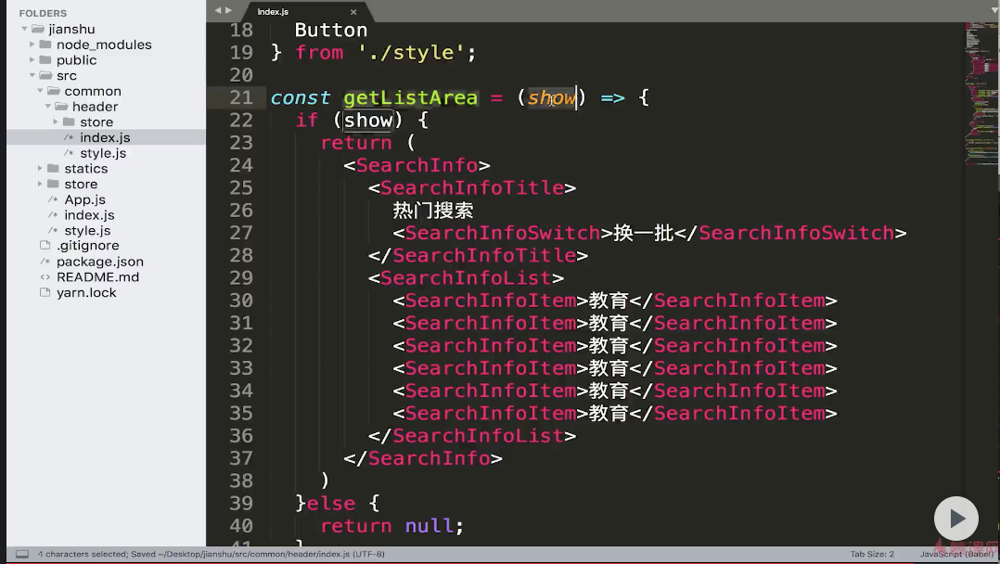 FOLDERS
jianshu
node_modules
public
src
common
header
store
index.js
style.js
statics
store
App.js
index.js
style.js
.gitignore
package.json
README.md
yarn.lock
index.js
18 Button
19 } from './style';
20
21 const getListArea = (show) => {
22 if (show) {
23 return (
24 <SearchInfo>
25 <SearchInfoTitle>
26 热门搜索
27 <SearchInfoSwitch>换一批</SearchInfoSwitch>
28 </SearchInfoTitle>
29 <SearchInfoList>
30 <SearchInfoItem>教育</SearchInfoItem>
31 <SearchInfoItem>教育</SearchInfoItem>
32 <SearchInfoItem>教育</SearchInfoItem>
33 <SearchInfoItem>教育</SearchInfoItem>
34 <SearchInfoItem>教育</SearchInfoItem>
35 <SearchInfoItem>教育</SearchInfoItem>
36 </SearchInfoList>
37 </SearchInfo>
38 )
39 }else {
40 return null;
4 characters selected; Saved ~/Desktop/jianshu/src/common/header/index.js (UTF-8)
Tab Size: 2
JavaScript (Babel)